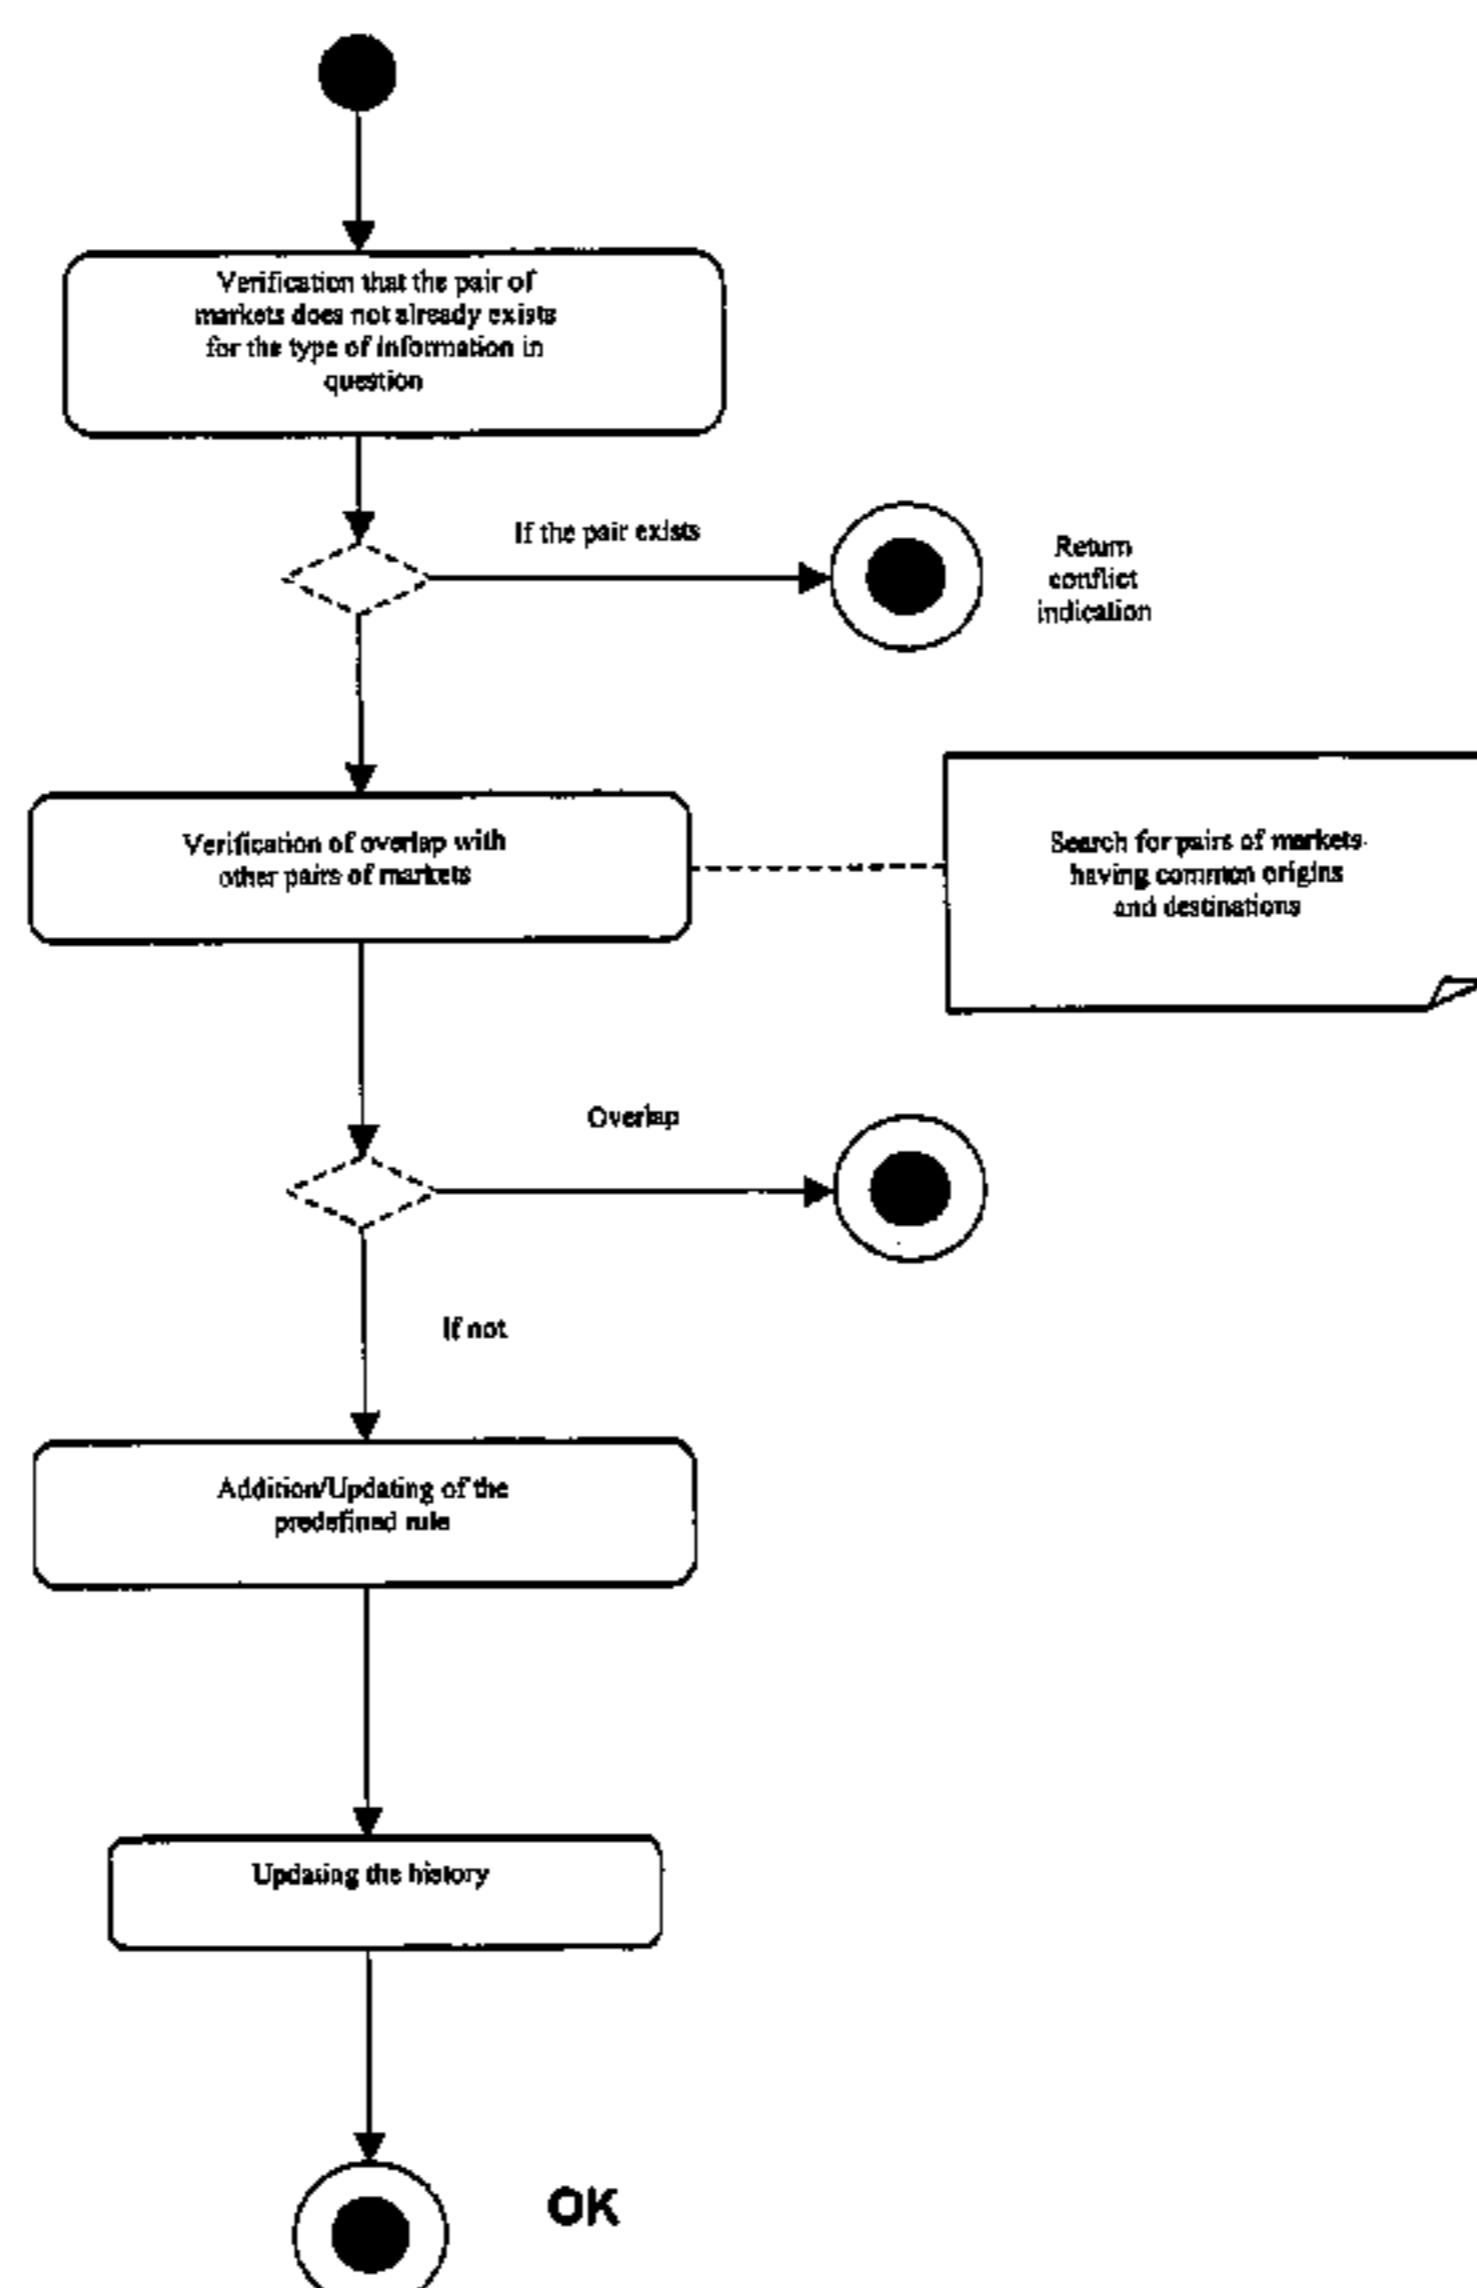 Verification that the pair of
markets does not already exists
for the type of information in
question
If the pair exists
Return
conflict
indication
Verification of overlap with
other pairs of markets
Search for pairs of markets
having common origins
and destinations
Overlap
If not
Addition/Updating of the
predefined rule
Updating the history
OK